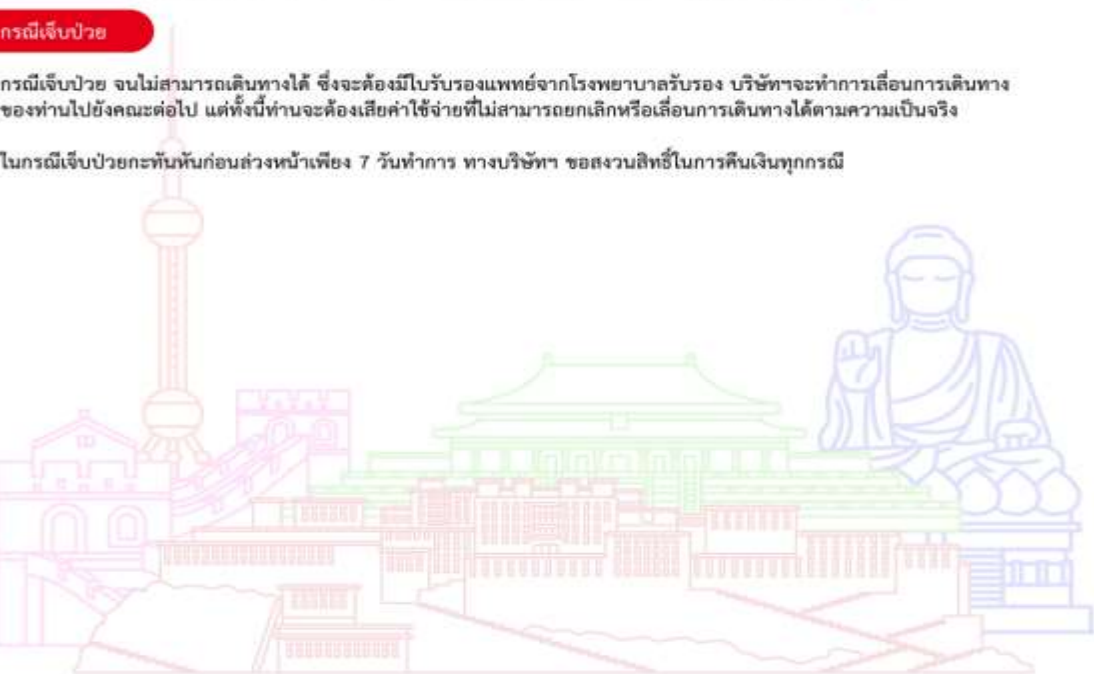 กรณีเจ็บป่วย
กรณีเจ็บป่วย จนไม่สามารถเดินทางได้ ซึ่งจะต้องมีใบรับรองแพทย์จากโรงพยาบาลรับรอง บริษัทฯจะทำการเลื่อนการเดินทาง
ของท่านไปยังคณะต่อไป แต่ทั้งนี้ท่านจะต้องเสียค่าใช้จ่ายที่ไม่สามารถยกเลิกหรือเลื่อนการเดินทางได้ตามความเป็นจริง
ในกรณีเจ็บป่วยกะทันหันก่อนล่วงหน้าเพียง 7 วันทำการ ทางบริษัทฯ ขอสงวนสิทธิ์ในการคืนเงินทุกกรณี